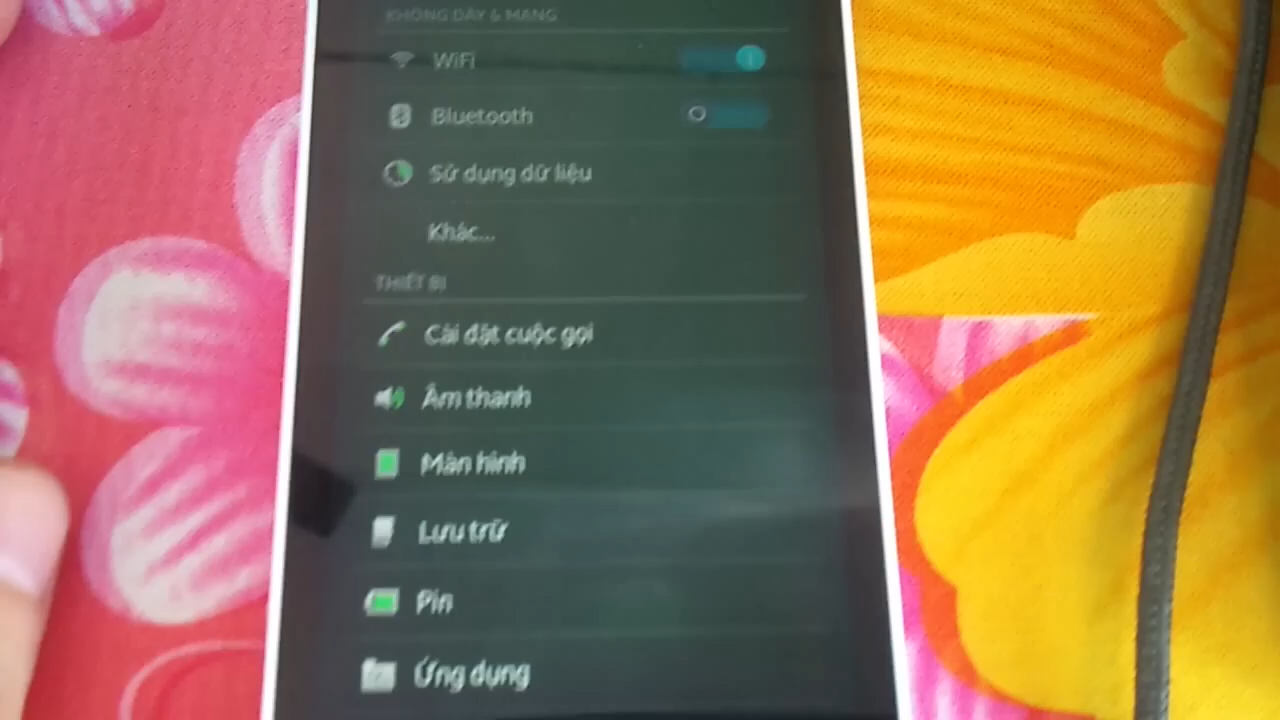 KHÔNG DÂY & MẠNG
WiFi
Bluetooth
Sử dụng dữ liệu
Khác...
THIẾT BỊ
Cài đặt cuộc gọi
Âm thanh
Màn hình
Lưu trữ
Pin
Ứng dụng